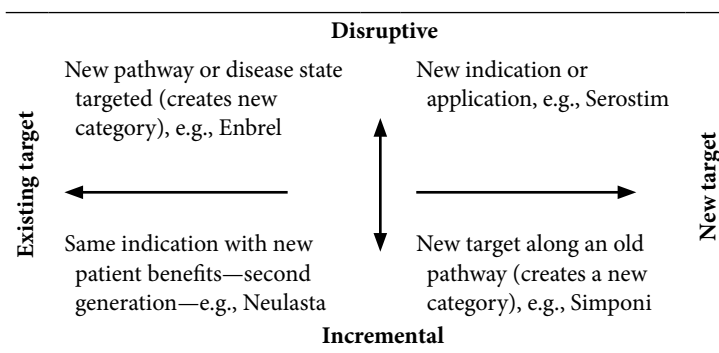 Disruptive
New pathway or disease state
targeted (creates new
category), e.g., Enbrel
New indication or
application, e.g., Serostim
Existing target
New target
Same indication with new
patient benefits—second
generation—e.g., Neulasta
New target along an old
pathway (creates a new
category), e.g., Simponi
Incremental